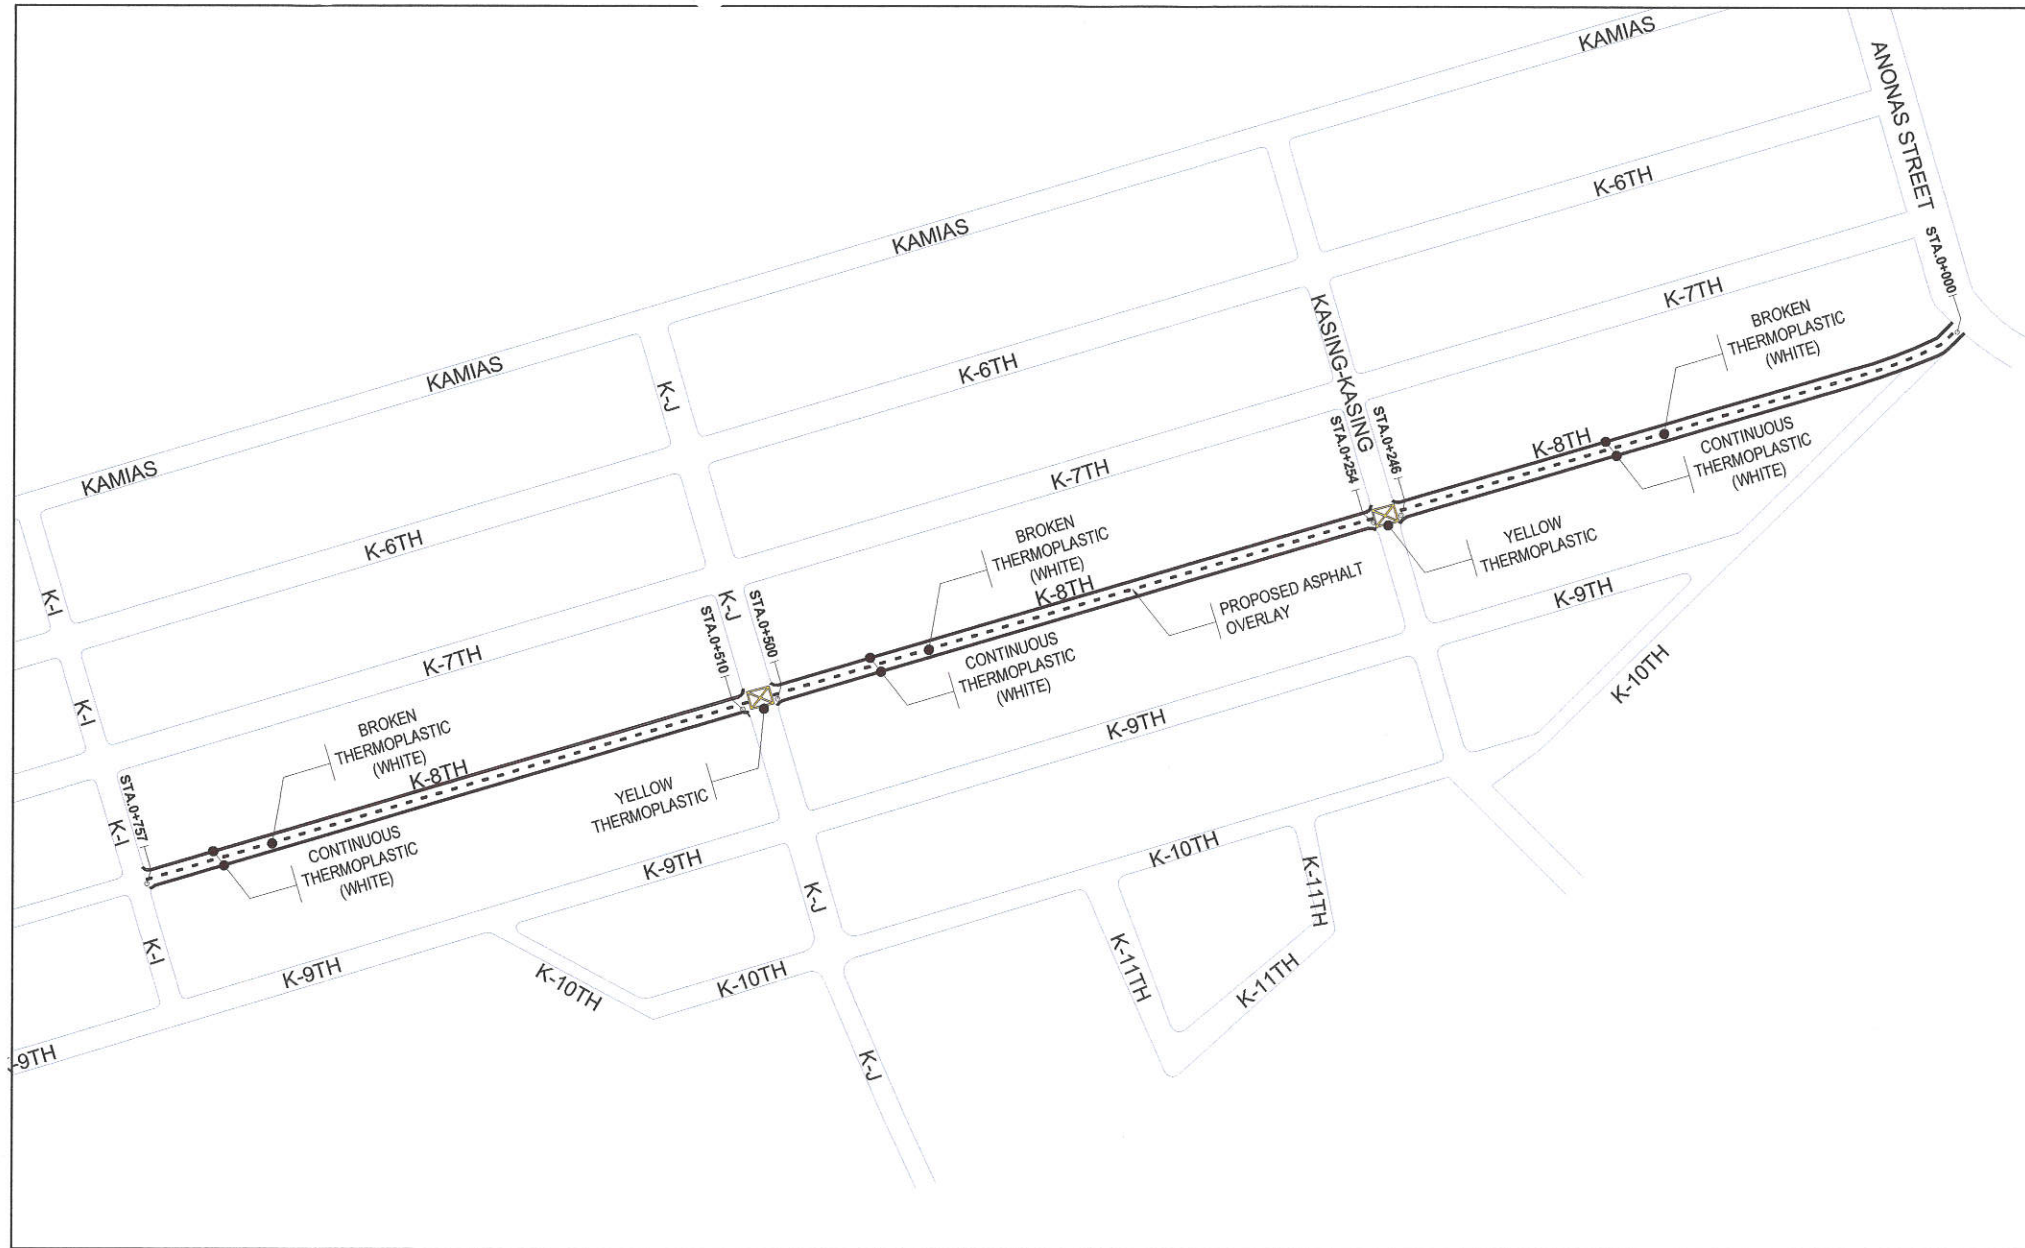 KAMIAS
ANONAS STREET
K-6TH
KAMIAS
STA.0+000
K-7TH
BROKEN
THERMOPLASTIC
(WHITE)
KASING-KASING
KAMIAS
K-6TH
K-J
STA.0+246
STA.0+254
K-8TH
CONTINUOUS
THERMOPLASTIC
(WHITE)
KAMIAS
K-7TH
YELLOW
THERMOPLASTIC
K-6TH
BROKEN
THERMOPLASTIC
(WHITE)
K-8TH
PROPOSED ASPHALT
OVERLAY
K-9TH
K-I
K-J
STA.0+500
STA.0+510
K-7TH
CONTINUOUS
THERMOPLASTIC
(WHITE)
K-10TH
K-I
BROKEN
THERMOPLASTIC
(WHITE)
K-8TH
K-9TH
YELLOW
THERMOPLASTIC
STA.0+757
K-I
CONTINUOUS
THERMOPLASTIC
(WHITE)
K-9TH
K-10TH
K-J
K-11TH
K-I
K-9TH
K-10TH
K-10TH
K-11TH
K-11TH
-9TH
K-J